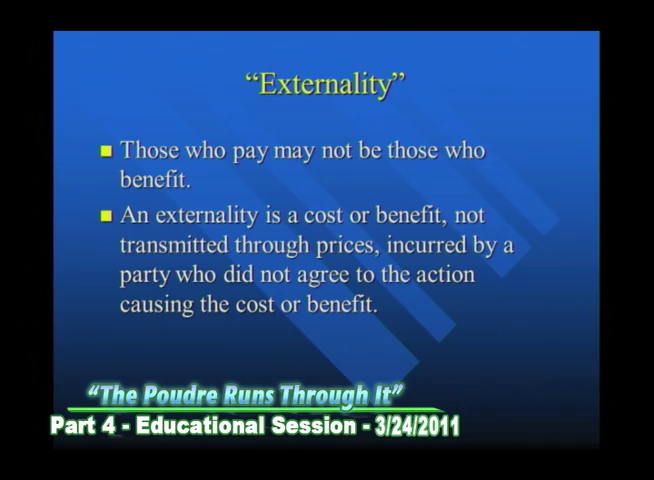 “Externality”
Those who pay may not be those who
benefit.
An externality is a cost or benefit, not
transmitted through prices, incurred by a
party who did not agree to the action
causing the cost or benefit.
“The Poudre Runs Through It”
Part 4 - Educational Session - 3/24/2011